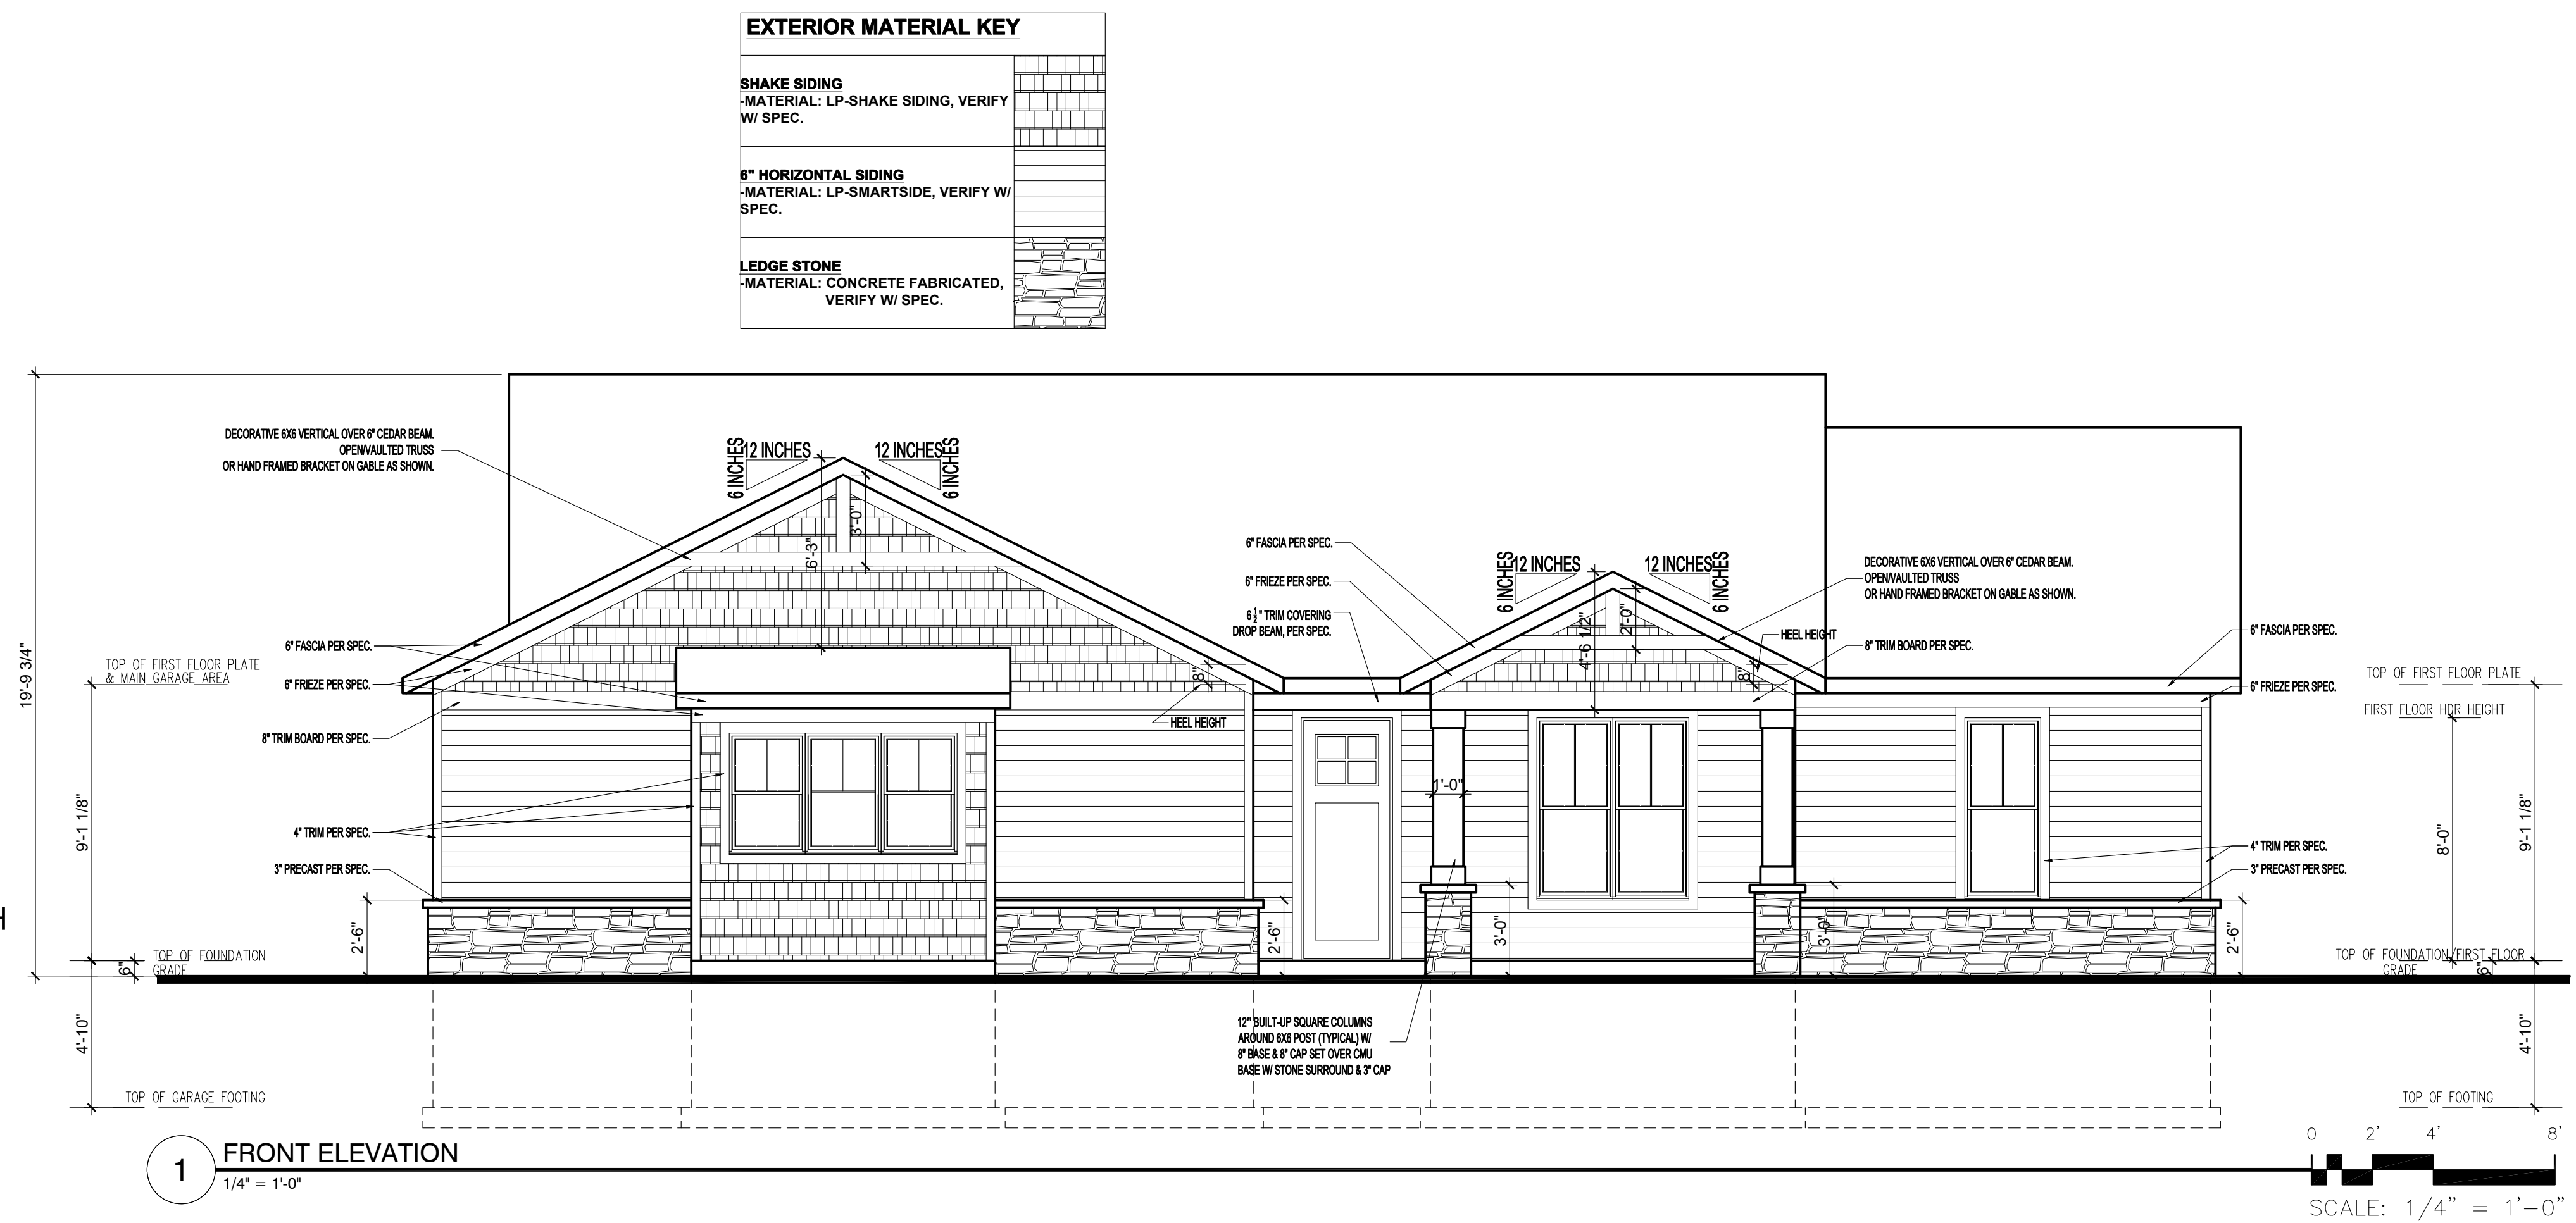 EXTERIOR MATERIAL KEY
SHAKE SIDING
-MATERIAL: LP-SHAKE SIDING, VERIFY
W/ SPEC.
6" HORIZONTAL SIDING
-MATERIAL: LP-SMARTSIDE, VERIFY W/
SPEC.
LEDGE STONE
-MATERIAL: CONCRETE FABRICATED,
VERIFY W/ SPEC.
DECORATIVE 6X6 VERTICAL OVER 6" CEDAR BEAM.
OPEN/VAULTED TRUSS
OR HAND FRAMED BRACKET ON GABLE AS SHOWN.
12 INCHES
6 INCHES
12 INCHES
6 INCHES
3'-0"
6'-3"
6" FASCIA PER SPEC.
6" FRIEZE PER SPEC.
6 1/2" TRIM COVERING
DROP BEAM, PER SPEC.
12 INCHES
6 INCHES
12 INCHES
6 INCHES
2'-0"
4'-6 1/2"
DECORATIVE 6X6 VERTICAL OVER 6" CEDAR BEAM.
OPEN/VAULTED TRUSS
OR HAND FRAMED BRACKET ON GABLE AS SHOWN.
HEEL HEIGHT
8" TRIM BOARD PER SPEC.
8"
6" FASCIA PER SPEC.
6" FRIEZE PER SPEC.
TOP OF FIRST FLOOR PLATE
FIRST FLOOR HDR HEIGHT
19'-9 3/4"
TOP OF FIRST FLOOR PLATE
& MAIN GARAGE AREA
6" FASCIA PER SPEC.
6" FRIEZE PER SPEC.
8" TRIM BOARD PER SPEC.
8"
HEEL HEIGHT
9'-1 1/8"
4" TRIM PER SPEC.
3" PRECAST PER SPEC.
1'-0"
8'-0"
9'-1 1/8"
4" TRIM PER SPEC.
3" PRECAST PER SPEC.
2'-6"
2'-6"
3'-0"
3'-0"
2'-6"
TOP OF FOUNDATION
GRADE
6"
TOP OF FOUNDATION/FIRST FLOOR
GRADE
6"
4'-10"
12" BUILT-UP SQUARE COLUMNS
AROUND 6X6 POST (TYPICAL) W/
8" BASE & 8" CAP SET OVER CMU
BASE W/ STONE SURROUND & 3" CAP
4'-10"
TOP OF GARAGE FOOTING
TOP OF FOOTING
1
FRONT ELEVATION
1/4" = 1'-0"
0 2' 4' 8'
SCALE: 1/4" = 1'-0"